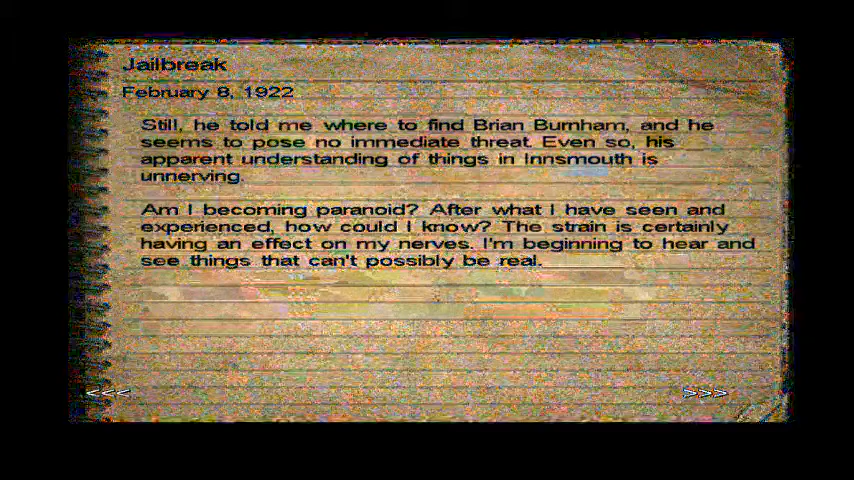 Jailbreak
February 8, 1922
Still, he told me where to find Brian Burnham, and he
seems to pose no immediate threat. Even so, his
apparent understanding of things in Innsmouth is
unnerving.
Am I becoming paranoid? After what I have seen and
experienced, how could I know? The strain is certainly
having an effect on my nerves. I'm beginning to hear and
see things that can't possibly be real.
<<< >>>